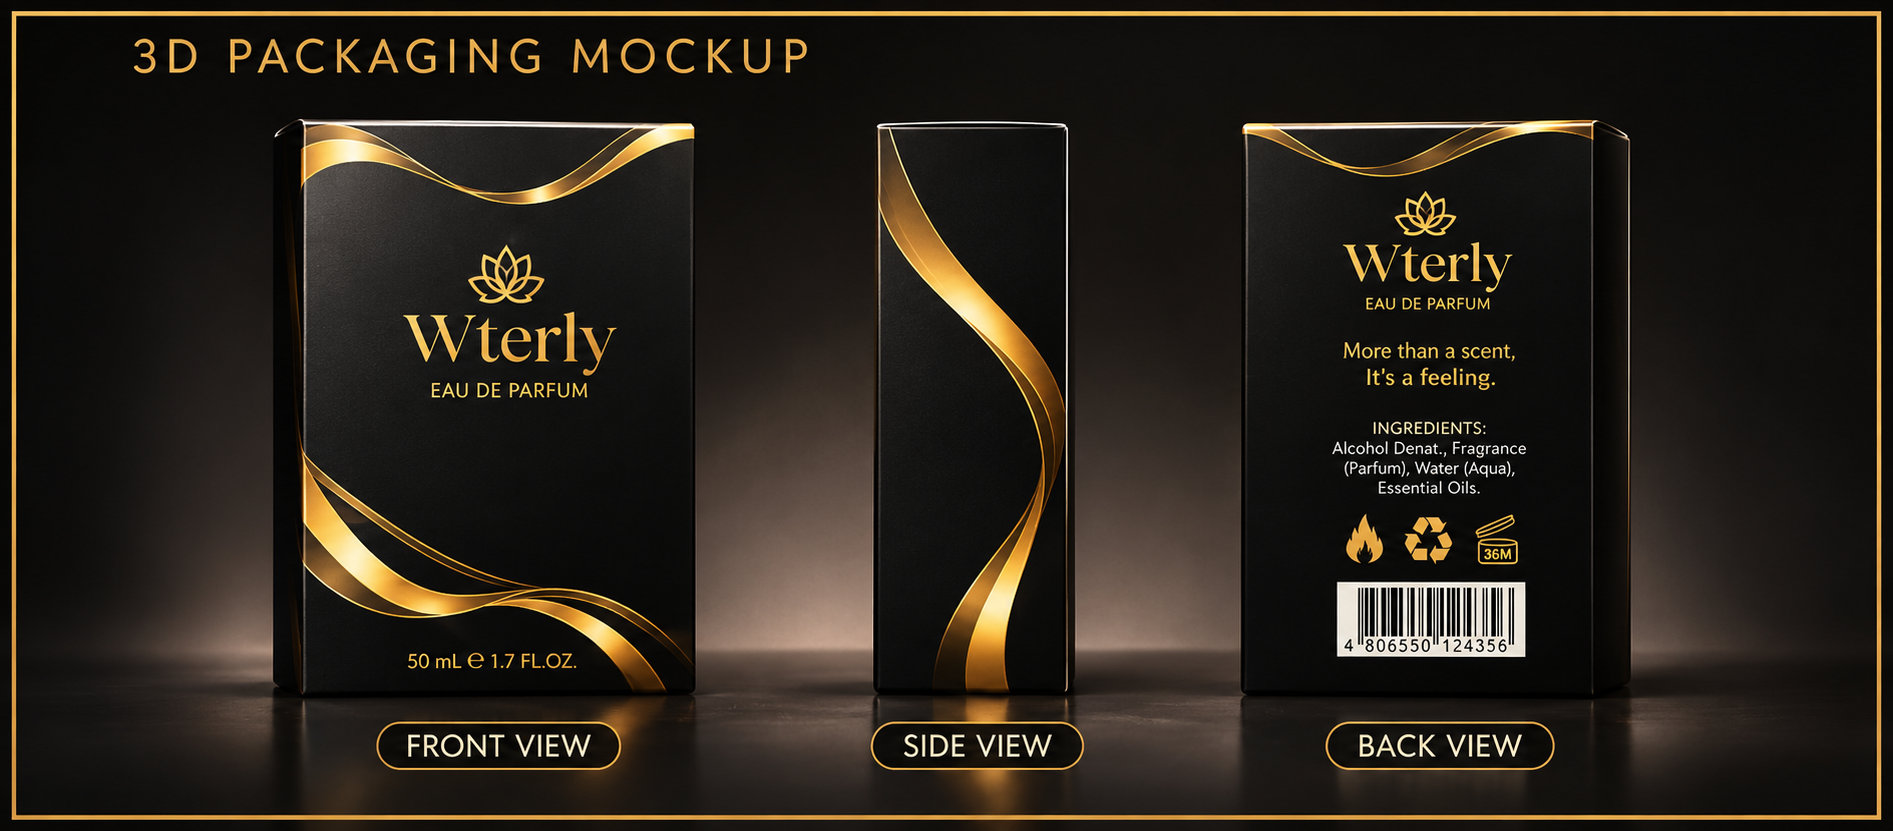 3D PACKAGING MOCKUP
Wterly
EAU DE PARFUM
50 mL ℮ 1.7 FL.OZ.
FRONT VIEW
SIDE VIEW
Wterly
EAU DE PARFUM
More than a scent,
It's a feeling.
INGREDIENTS:
Alcohol Denat., Fragrance
(Parfum), Water (Aqua),
Essential Oils.
36M
4 806550 124356
BACK VIEW